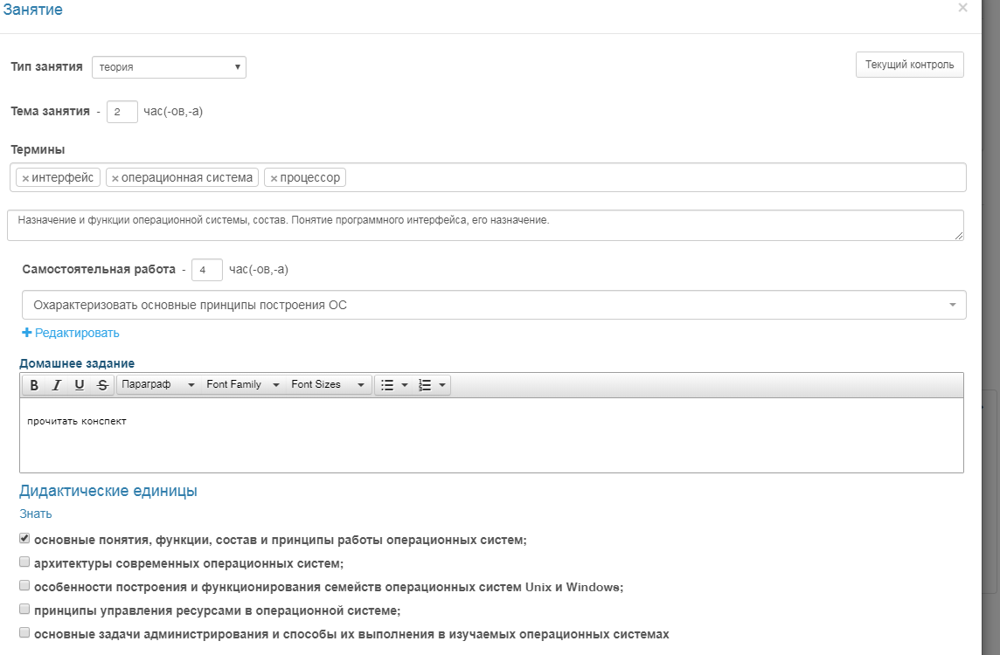 Занятие ×
Тип занятия теория Текущий контроль
Тема занятия - 2 час(-ов,-а)
Термины
× интерфейс × операционная система × процессор
Назначение и функции операционной системы, состав. Понятие программного интерфейса, его назначение.
Самостоятельная работа - 4 час(-ов,-а)
Охарактеризовать основные принципы построения ОС
+ Редактировать
Домашнее задание
B I U S Параграф Font Family Font Sizes
прочитать конспект
Дидактические единицы
Знать
основные понятия, функции, состав и принципы работы операционных систем;
архитектуры современных операционных систем;
особенности построения и функционирования семейств операционных систем Unix и Windows;
принципы управления ресурсами в операционной системе;
основные задачи администрирования и способы их выполнения в изучаемых операционных системах